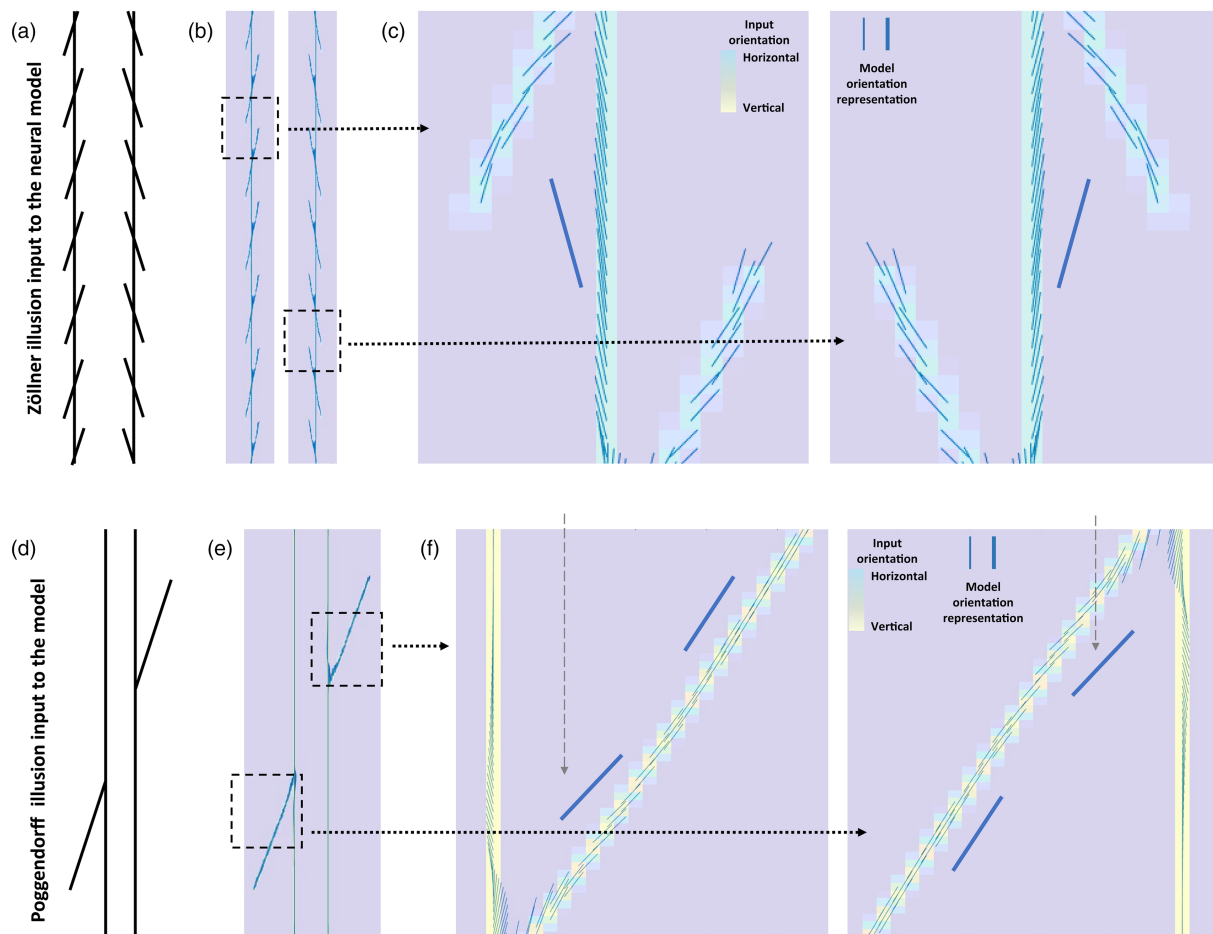 (a)
Zöllner illusion input to the neural model
(b)
(c)
Input
orientation
Horizontal
Vertical
Model
orientation
representation
(d)
Poggendorff illusion input to the model
(e)
(f)
Input
orientation
Horizontal
Vertical
Model
orientation
representation